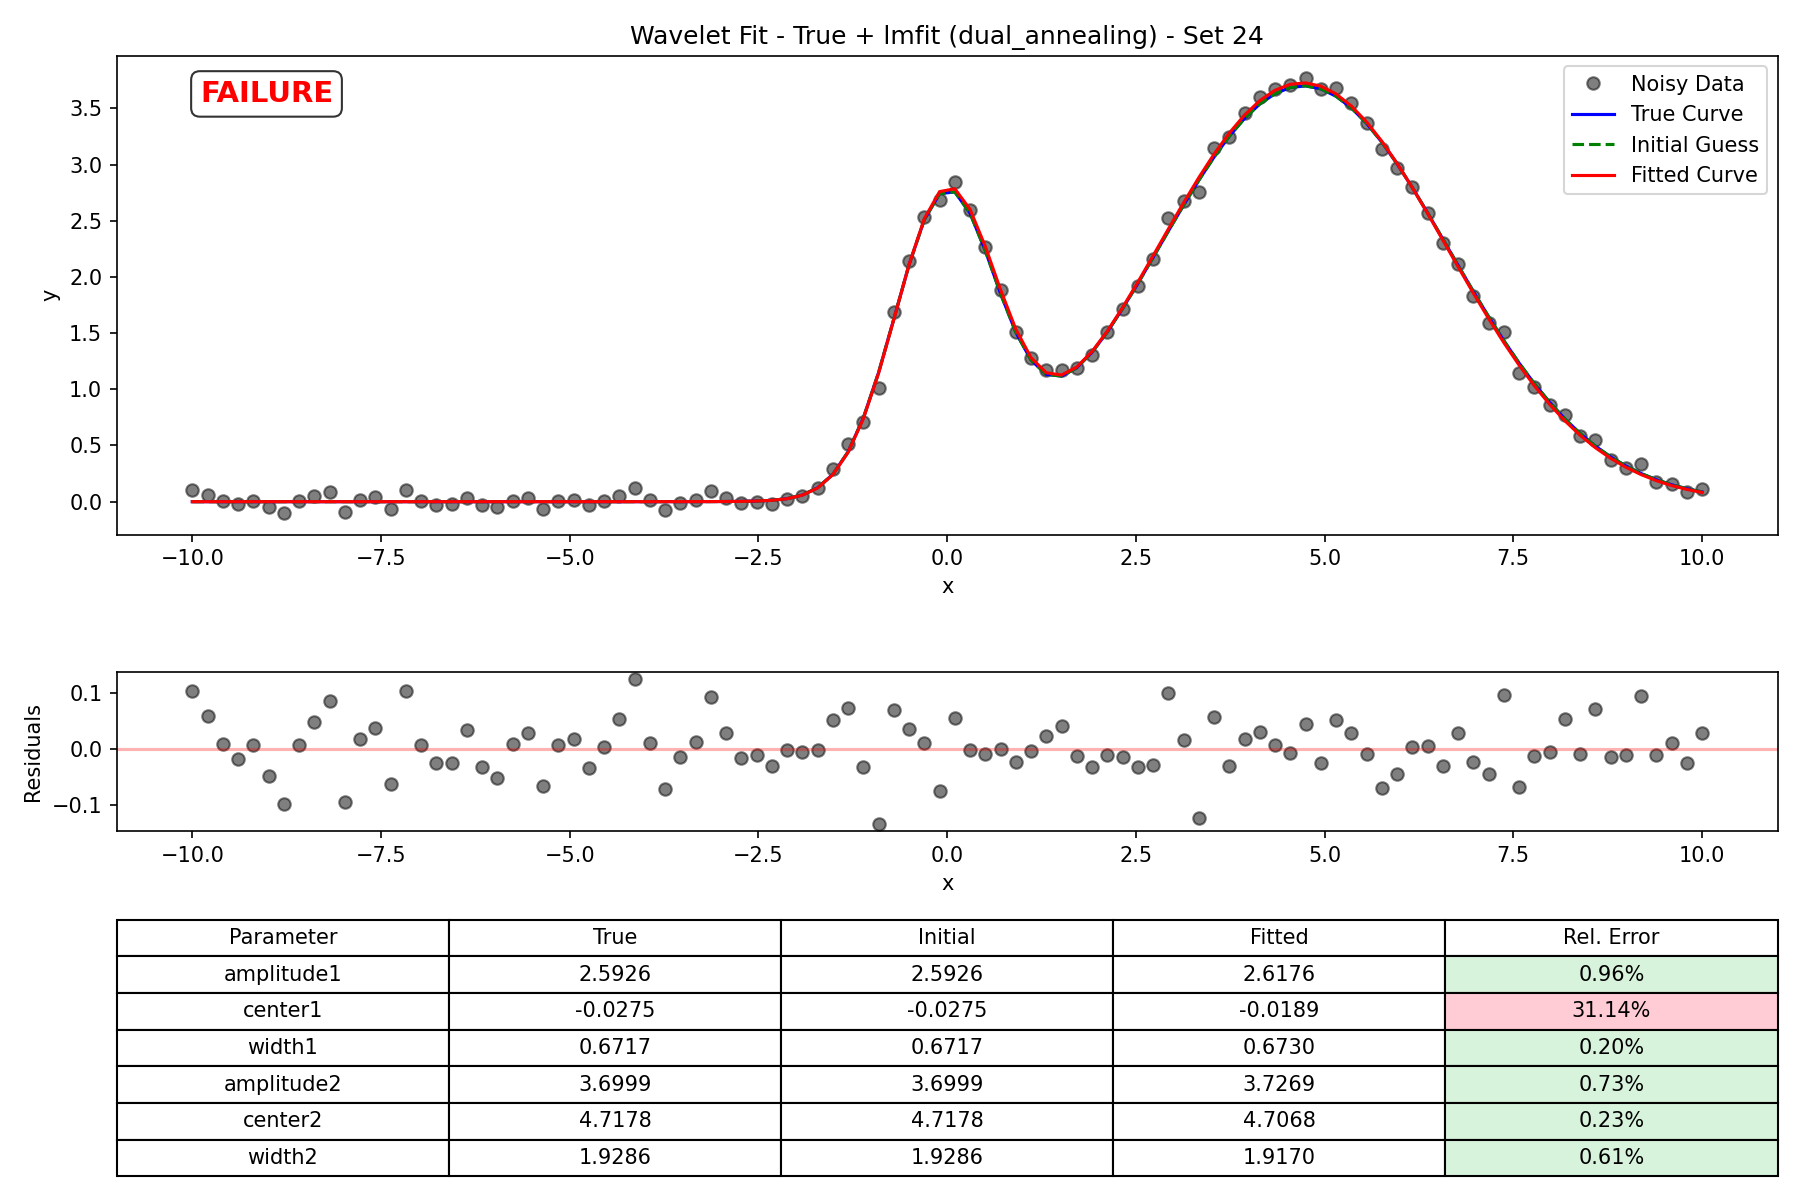 Wavelet Fit - True + lmfit (dual_annealing) - Set 24
FAILURE
Noisy Data
True Curve
Initial Guess
Fitted Curve
y
3.5
3.0
2.5
2.0
1.5
1.0
0.5
0.0
−10.0 −7.5 −5.0 −2.5 0.0 2.5 5.0 7.5 10.0
x
Residuals
0.1
0.0
−0.1
−10.0 −7.5 −5.0 −2.5 0.0 2.5 5.0 7.5 10.0
x
Parameter True Initial Fitted Rel. Error
amplitude1 2.5926 2.5926 2.6176 0.96%
center1 -0.0275 -0.0275 -0.0189 31.14%
width1 0.6717 0.6717 0.6730 0.20%
amplitude2 3.6999 3.6999 3.7269 0.73%
center2 4.7178 4.7178 4.7068 0.23%
width2 1.9286 1.9286 1.9170 0.61%